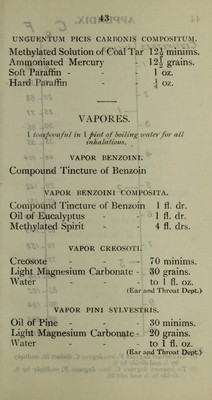 43
UNGUENTUM PICIS CARBONIS COMPOSITUM.
Methylated Solution of Coal Tar 12½ minims.
Ammoniated Mercury - 12½ grains.
Soft Paraffin - - - 1 oz.
Hard Paraffin - - ¼ oz.
VAPORES.
1 teaspoonful in 1 pint of boiling water for all
inhalations.
VAPOR BENZOINI.
Compound Tincture of Benzoin
VAPOR BENZOINI COMPOSITA.
Compound Tincture of Benzoin 1 fl. dr.
Oil of Eucalyptus - - 1 fl. dr.
Methylated Spirit - - 4 fl. drs.
VAPOR CREOSOTI.
Creosote - - - - 70 minims.
Light Magnesium Carbonate - 30 grains.
Water - - - to 1 fl. oz.
(Ear and Throat Dept.)
VAPOR PINI SYLVESTRIS.
Oil of Pine - - - 30 minims.
Light Magnesium Carbonate - 20 grains.
Water - - - to 1 fl. oz.
(Ear and Throat Dept.)